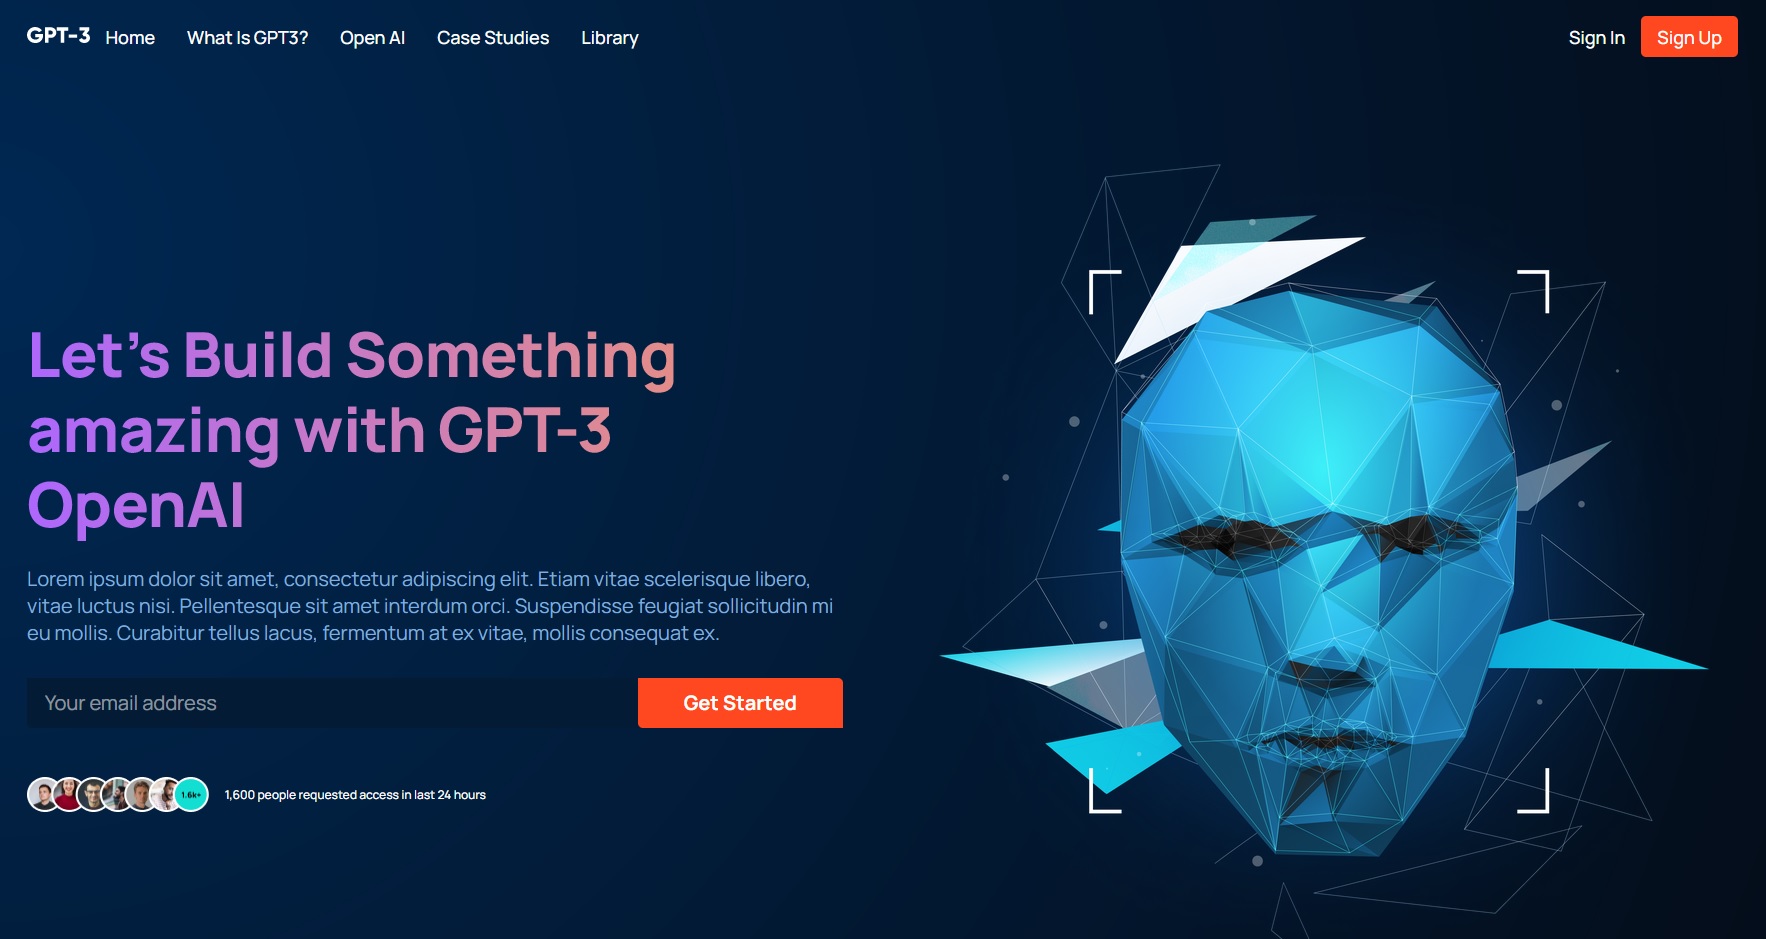 GPT-3 Home What Is GPT3? Open AI Case Studies Library Sign In Sign Up
Let’s Build Something
amazing with GPT-3
OpenAI
Lorem ipsum dolor sit amet, consectetur adipiscing elit. Etiam vitae scelerisque libero,
vitae luctus nisi. Pellentesque sit amet interdum orci. Suspendisse feugiat sollicitudin mi
eu mollis. Curabitur tellus lacus, fermentum at ex vitae, mollis consequat ex.
Your email address Get Started
1.6k+ 1,600 people requested access in last 24 hours